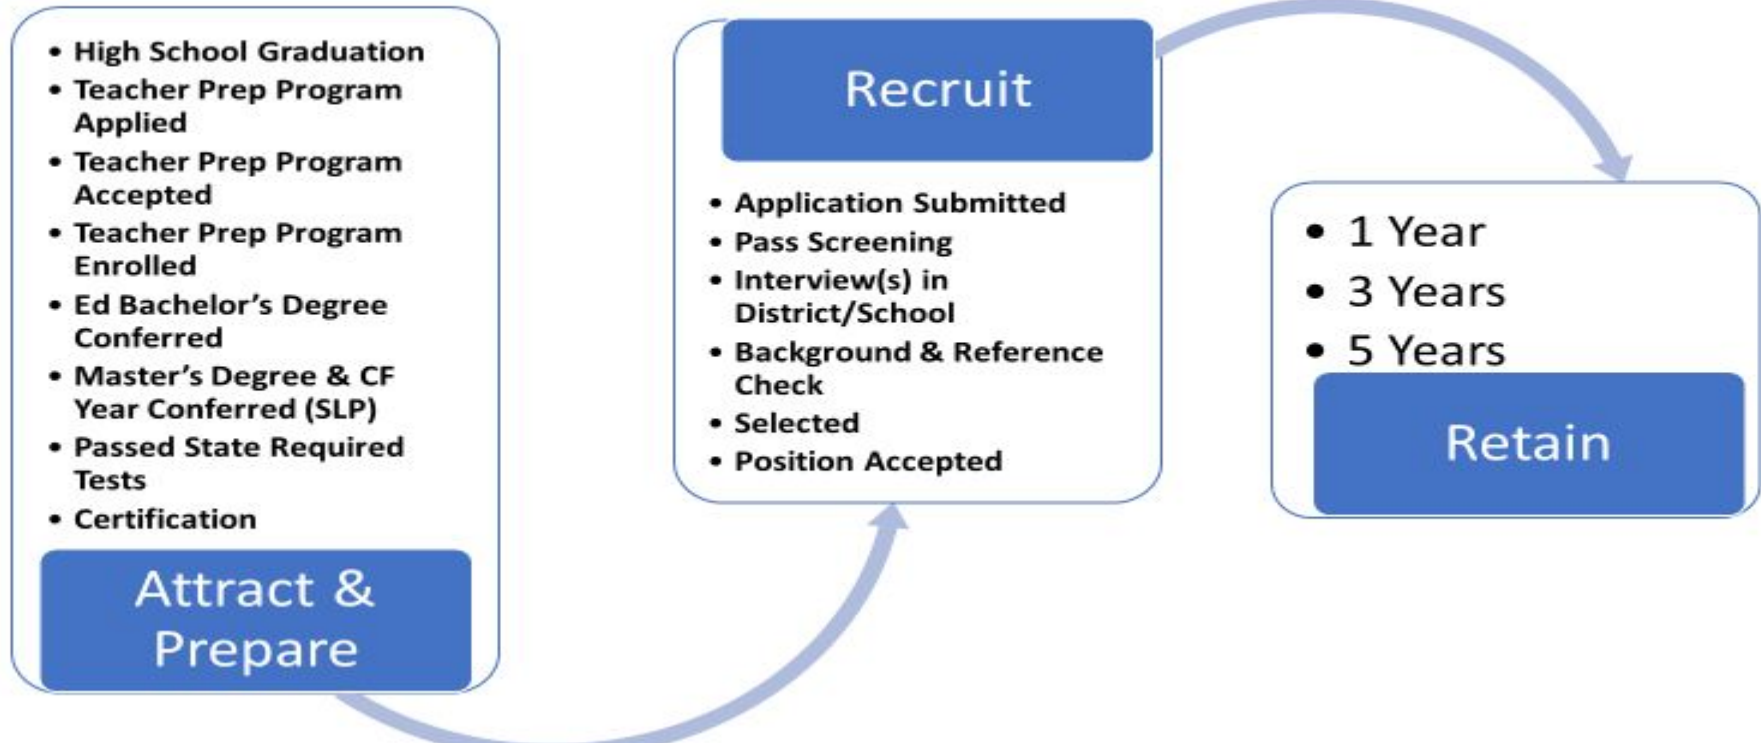 • High School Graduation
• Teacher Prep Program
Applied
• Teacher Prep Program
Accepted
• Teacher Prep Program
Enrolled
• Ed Bachelor’s Degree
Conferred
• Master’s Degree & CF
Year Conferred (SLP)
• Passed State Required
Tests
• Certification
Attract &
Prepare
Recruit
• Application Submitted
• Pass Screening
• Interview(s) in
District/School
• Background & Reference
Check
• Selected
• Position Accepted
• 1 Year
• 3 Years
• 5 Years
Retain